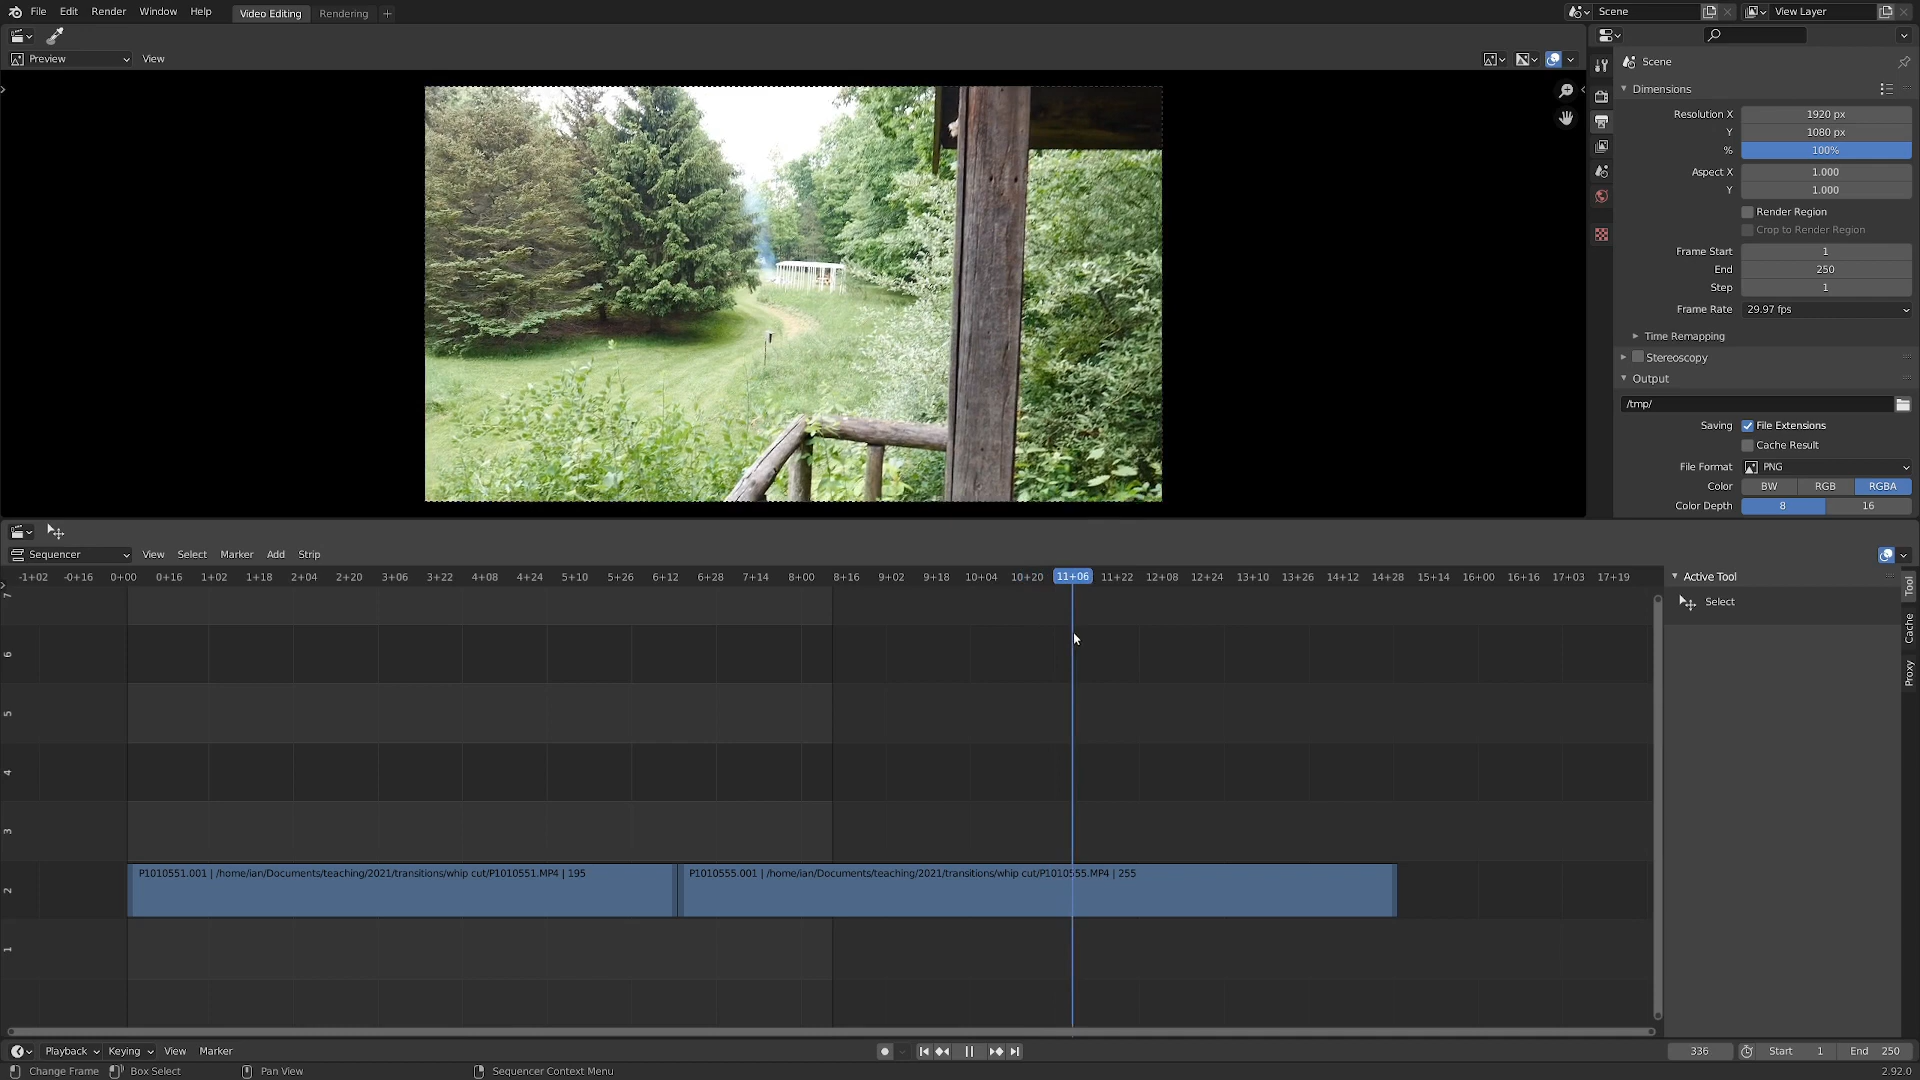 File Edit Render Window Help Video Editing Rendering Scene View Layer
Preview View
Scene
Dimensions
Resolution X 1920 px
Y 1080 px
% 100%
Aspect X 1.000
Y 1.000
Render Region
Crop to Render Region
Frame Start 1
End 250
Step 1
Frame Rate 29.97 fps
Time Remapping
Stereoscopy
Output
/tmp/
Saving File Extensions
Cache Result
File Format PNG
Color BW RGB RGBA
Color Depth 8 16
Sequencer View Select Marker Add Strip
-1+02 -0+16 0+00 0+16 1+02 1+18 2+04 2+20 3+06 3+22 4+08 4+24 5+10 5+26 6+12 6+28 7+14 8+00 8+16 9+02 9+18 10+04 10+20 11+06 11+22 12+08 12+24 13+10 13+26 14+12 14+28 15+14 16+00 16+16 17+03 17+19
Active Tool
Select
Tool
Cache
Proxy
7
6
5
4
3
2
1
P1010551.001 | /home/ian/Documents/teaching/2021/transitions/whip cut/P1010551.MP4 | 195
P1010555.001 | /home/ian/Documents/teaching/2021/transitions/whip cut/P1010555.MP4 | 255
Playback Keying View Marker 336 Start 1 End 250
Change Frame Box Select Pan View Sequencer Context Menu 2.92.0